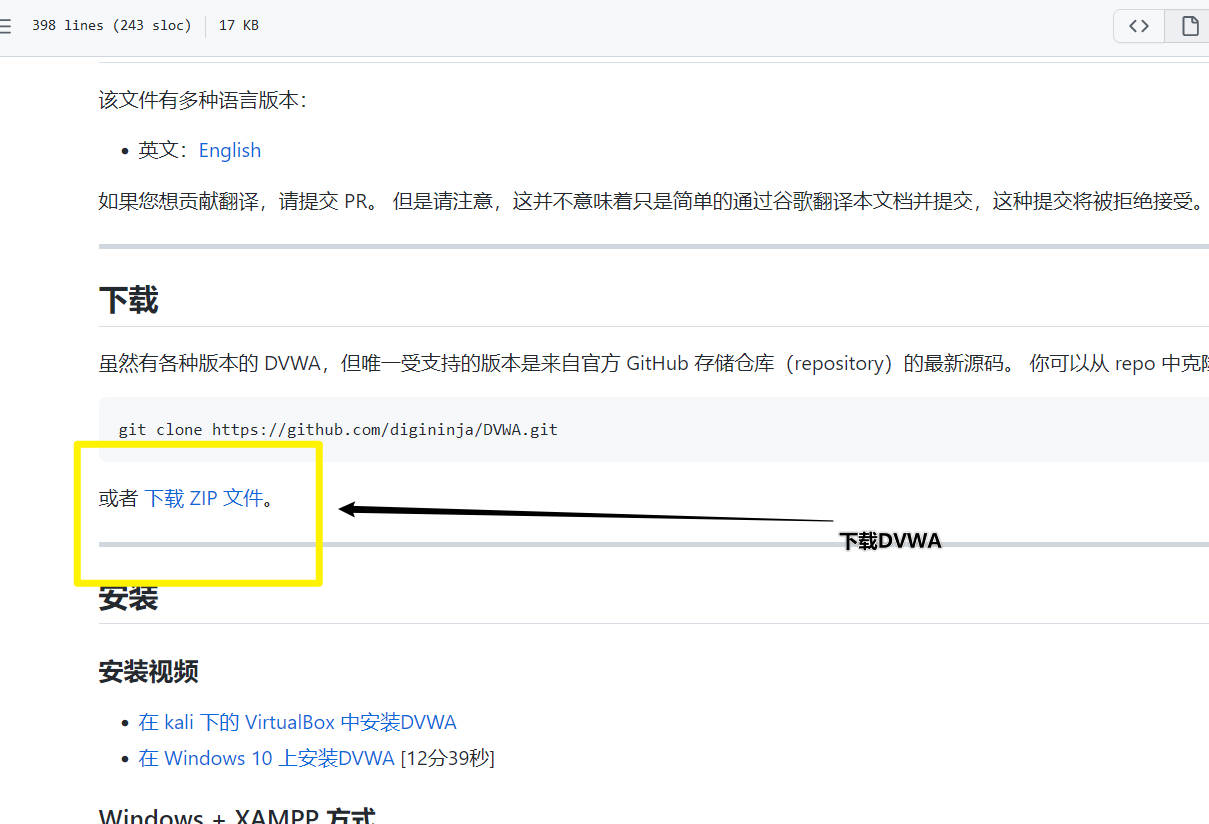 398 lines (243 sloc) 17 KB
该文件有多种语言版本：
英文：English
如果您想贡献翻译，请提交 PR。 但是请注意，这并不意味着只是简单的通过谷歌翻译本文档并提交，这种提交将被拒绝接受。
下载
虽然有各种版本的 DVWA，但唯一受支持的版本是来自官方 GitHub 存储仓库（repository）的最新源码。 你可以从 repo 中克
git clone https://github.com/digininja/DVWA.git
或者 下载 ZIP 文件。
下载DVWA
安装
安装视频
在 kali 下的 VirtualBox 中安装DVWA
在 Windows 10 上安装DVWA [12分39秒]
Windows + XAMPP 方式